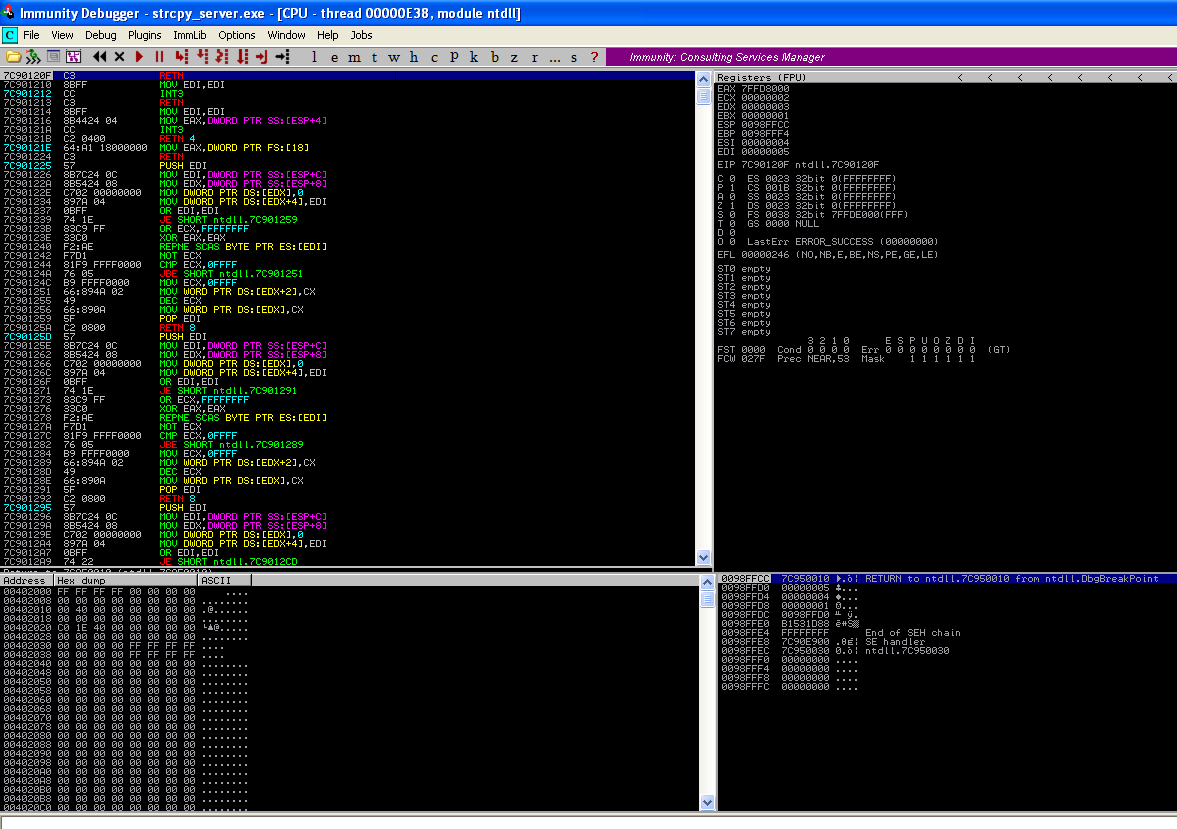 Immunity Debugger - strcpy_server.exe - [CPU - thread 00000E38, module ntdll]
C File View Debug Plugins ImmLib Options Window Help Jobs
l e m t w h c P k b z r ... s ? Immunity: Consulting Services Manager
7C90120F C3 RETN
7C901210 8BFF MOV EDI,EDI
7C901212 CC INT3
7C901213 C3 RETN
7C901214 8BFF MOV EDI,EDI
7C901216 8B4424 04 MOV EAX,DWORD PTR SS:[ESP+4]
7C90121A CC INT3
7C90121B C2 0400 RETN 4
7C90121E 64:A1 18000000 MOV EAX,DWORD PTR FS:[18]
7C901224 C3 RETN
7C901225 57 PUSH EDI
7C901226 8B7C24 0C MOV EDI,DWORD PTR SS:[ESP+C]
7C90122A 8B5424 08 MOV EDX,DWORD PTR SS:[ESP+8]
7C90122E C702 00000000 MOV DWORD PTR DS:[EDX],0
7C901234 897A 04 MOV DWORD PTR DS:[EDX+4],EDI
7C901237 0BFF OR EDI,EDI
7C901239 74 1E JE SHORT ntdll.7C901259
7C90123B 83C9 FF OR ECX,FFFFFFFF
7C90123E 33C0 XOR EAX,EAX
7C901240 F2:AE REPNE SCAS BYTE PTR ES:[EDI]
7C901242 F7D1 NOT ECX
7C901244 81F9 FFFF0000 CMP ECX,0FFFF
7C90124A 76 05 JBE SHORT ntdll.7C901251
7C90124C B9 FFFF0000 MOV ECX,0FFFF
7C901251 66:894A 02 MOV WORD PTR DS:[EDX+2],CX
7C901255 49 DEC ECX
7C901256 66:890A MOV WORD PTR DS:[EDX],CX
7C901259 5F POP EDI
7C90125A C2 0800 RETN 8
7C90125D 57 PUSH EDI
7C90125E 8B7C24 0C MOV EDI,DWORD PTR SS:[ESP+C]
7C901262 8B5424 08 MOV EDX,DWORD PTR SS:[ESP+8]
7C901266 C702 00000000 MOV DWORD PTR DS:[EDX],0
7C90126C 897A 04 MOV DWORD PTR DS:[EDX+4],EDI
7C90126F 0BFF OR EDI,EDI
7C901271 74 1E JE SHORT ntdll.7C901291
7C901273 83C9 FF OR ECX,FFFFFFFF
7C901276 33C0 XOR EAX,EAX
7C901278 F2:AE REPNE SCAS BYTE PTR ES:[EDI]
7C90127A F7D1 NOT ECX
7C90127C 81F9 FFFF0000 CMP ECX,0FFFF
7C901282 76 05 JBE SHORT ntdll.7C901289
7C901284 B9 FFFF0000 MOV ECX,0FFFF
7C901289 66:894A 02 MOV WORD PTR DS:[EDX+2],CX
7C90128D 49 DEC ECX
7C90128E 66:890A MOV WORD PTR DS:[EDX],CX
7C901291 5F POP EDI
7C901292 C2 0800 RETN 8
7C901295 57 PUSH EDI
7C901296 8B7C24 0C MOV EDI,DWORD PTR SS:[ESP+C]
7C90129A 8B5424 08 MOV EDX,DWORD PTR SS:[ESP+8]
7C90129E C702 00000000 MOV DWORD PTR DS:[EDX],0
7C9012A4 897A 04 MOV DWORD PTR DS:[EDX+4],EDI
7C9012A7 0BFF OR EDI,EDI
7C9012A9 74 22 JE SHORT ntdll.7C9012CD
Registers (FPU) < < < < < < < <
EAX 7FFD8000
ECX 00000002
EDX 00000003
EBX 00000001
ESP 0098FFCC
EBP 0098FFF4
ESI 00000004
EDI 00000005
EIP 7C90120F ntdll.7C90120F
C 0 ES 0023 32bit 0(FFFFFFFF)
P 1 CS 001B 32bit 0(FFFFFFFF)
A 0 SS 0023 32bit 0(FFFFFFFF)
Z 1 DS 0023 32bit 0(FFFFFFFF)
S 0 FS 0038 32bit 7FFDE000(FFF)
T 0 GS 0000 NULL
D 0
O 0 LastErr ERROR_SUCCESS (00000000)
EFL 00000246 (NO,NB,E,BE,NS,PE,GE,LE)
ST0 empty
ST1 empty
ST2 empty
ST3 empty
ST4 empty
ST5 empty
ST6 empty
ST7 empty
3 2 1 0 E S P U O Z D I
FST 0000 Cond 0 0 0 0 Err 0 0 0 0 0 0 0 0 (GT)
FCW 027F Prec NEAR,53 Mask 1 1 1 1 1 1
Address Hex dump ASCII
00402000 FF FF FF FF 00 00 00 00 ....
00402008 00 00 00 00 00 00 00 00 ........
00402010 00 40 00 00 00 00 00 00 .@......
00402018 00 00 00 00 00 00 00 00
00402020 C0 1E 40 00 00 00 00 00
00402028 00 00 00 00 00 00 00 00 ........
00402030 00 00 00 00 FF FF FF FF ....
00402038 00 00 00 00 FF FF FF FF ....
00402040 00 00 00 00 00 00 00 00 ........
00402048 00 00 00 00 00 00 00 00 ........
00402050 00 00 00 00 00 00 00 00 ........
00402058 00 00 00 00 00 00 00 00 ........
00402060 00 00 00 00 00 00 00 00 ........
00402068 00 00 00 00 00 00 00 00 ........
00402070 00 00 00 00 00 00 00 00 ........
00402078 00 00 00 00 00 00 00 00 ........
00402080 00 00 00 00 00 00 00 00 ........
00402088 00 00 00 00 00 00 00 00 ........
00402090 00 00 00 00 00 00 00 00 ........
00402098 00 00 00 00 00 00 00 00 ........
004020A0 00 00 00 00 00 00 00 00 ........
004020A8 00 00 00 00 00 00 00 00 ........
004020B0 00 00 00 00 00 00 00 00 ........
004020B8 00 00 00 00 00 00 00 00 ........
004020C0 00 00 00 00 00 00 00 00 ........
0098FFCC 7C950010 RETURN to ntdll.7C950010 from ntdll.DbgBreakPoint
0098FFD0 00000005
0098FFD4 00000004
0098FFD8 00000001
0098FFDC 0098FFD0
0098FFE0 B1531D88
0098FFE4 FFFFFFFF End of SEH chain
0098FFE8 7C90E900 SE handler
0098FFEC 7C950030 ntdll.7C950030
0098FFF0 00000000 ....
0098FFF4 00000000 ....
0098FFF8 00000000 ....
0098FFFC 00000000 ....